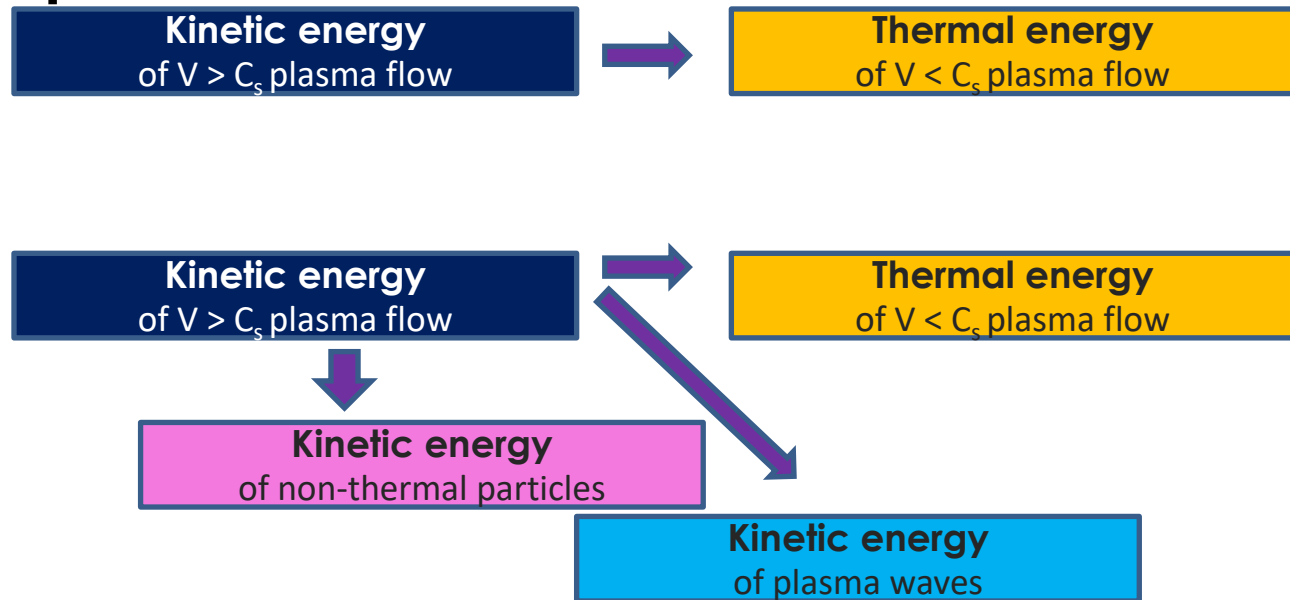 Kinetic energy
of V > Cₛ plasma flow
Thermal energy
of V < Cₛ plasma flow
Kinetic energy
of V > Cₛ plasma flow
Thermal energy
of V < Cₛ plasma flow
Kinetic energy
of non-thermal particles
Kinetic energy
of plasma waves